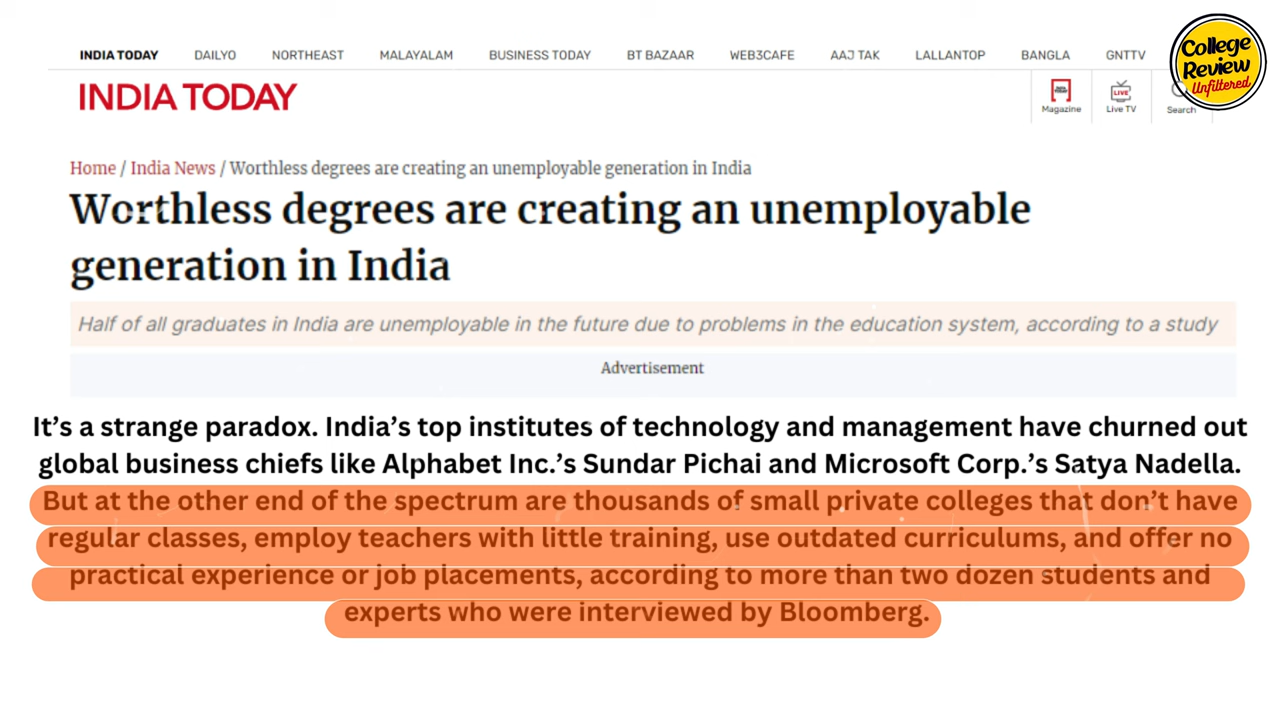 INDIA TODAY DAILYO NORTHEAST MALAYALAM BUSINESS TODAY BT BAZAAR WEB3CAFE AAJ TAK LALLANTOP BANGLA GNTTV
College
Review
Unfiltered
INDIA TODAY
Magazine Live TV Search
Home / India News / Worthless degrees are creating an unemployable generation in India
Worthless degrees are creating an unemployable
generation in India
Half of all graduates in India are unemployable in the future due to problems in the education system, according to a study
Advertisement
It’s a strange paradox. India’s top institutes of technology and management have churned out
global business chiefs like Alphabet Inc.’s Sundar Pichai and Microsoft Corp.’s Satya Nadella.
But at the other end of the spectrum are thousands of small private colleges that don’t have
regular classes, employ teachers with little training, use outdated curriculums, and offer no
practical experience or job placements, according to more than two dozen students and
experts who were interviewed by Bloomberg.